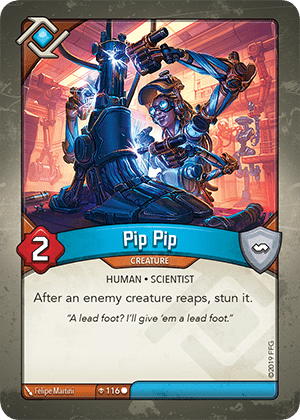 Pip Pip
CREATURE
2
HUMAN • SCIENTIST
After an enemy creature reaps, stun it.
"A lead foot? I'll give 'em a lead foot."
Felipe Martini
116
©2019 FFG